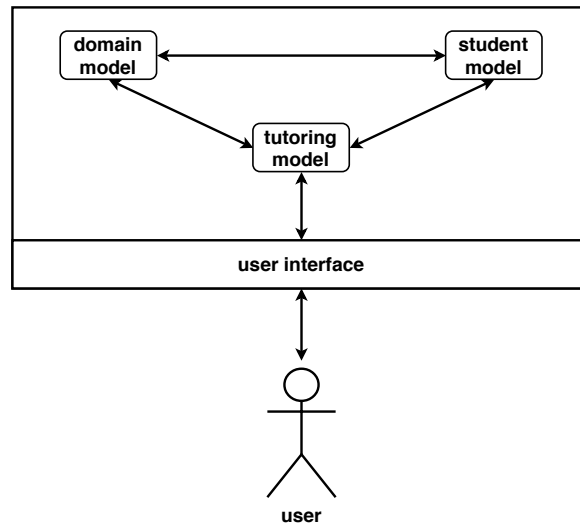 domain
model
student
model
tutoring
model
user interface
user